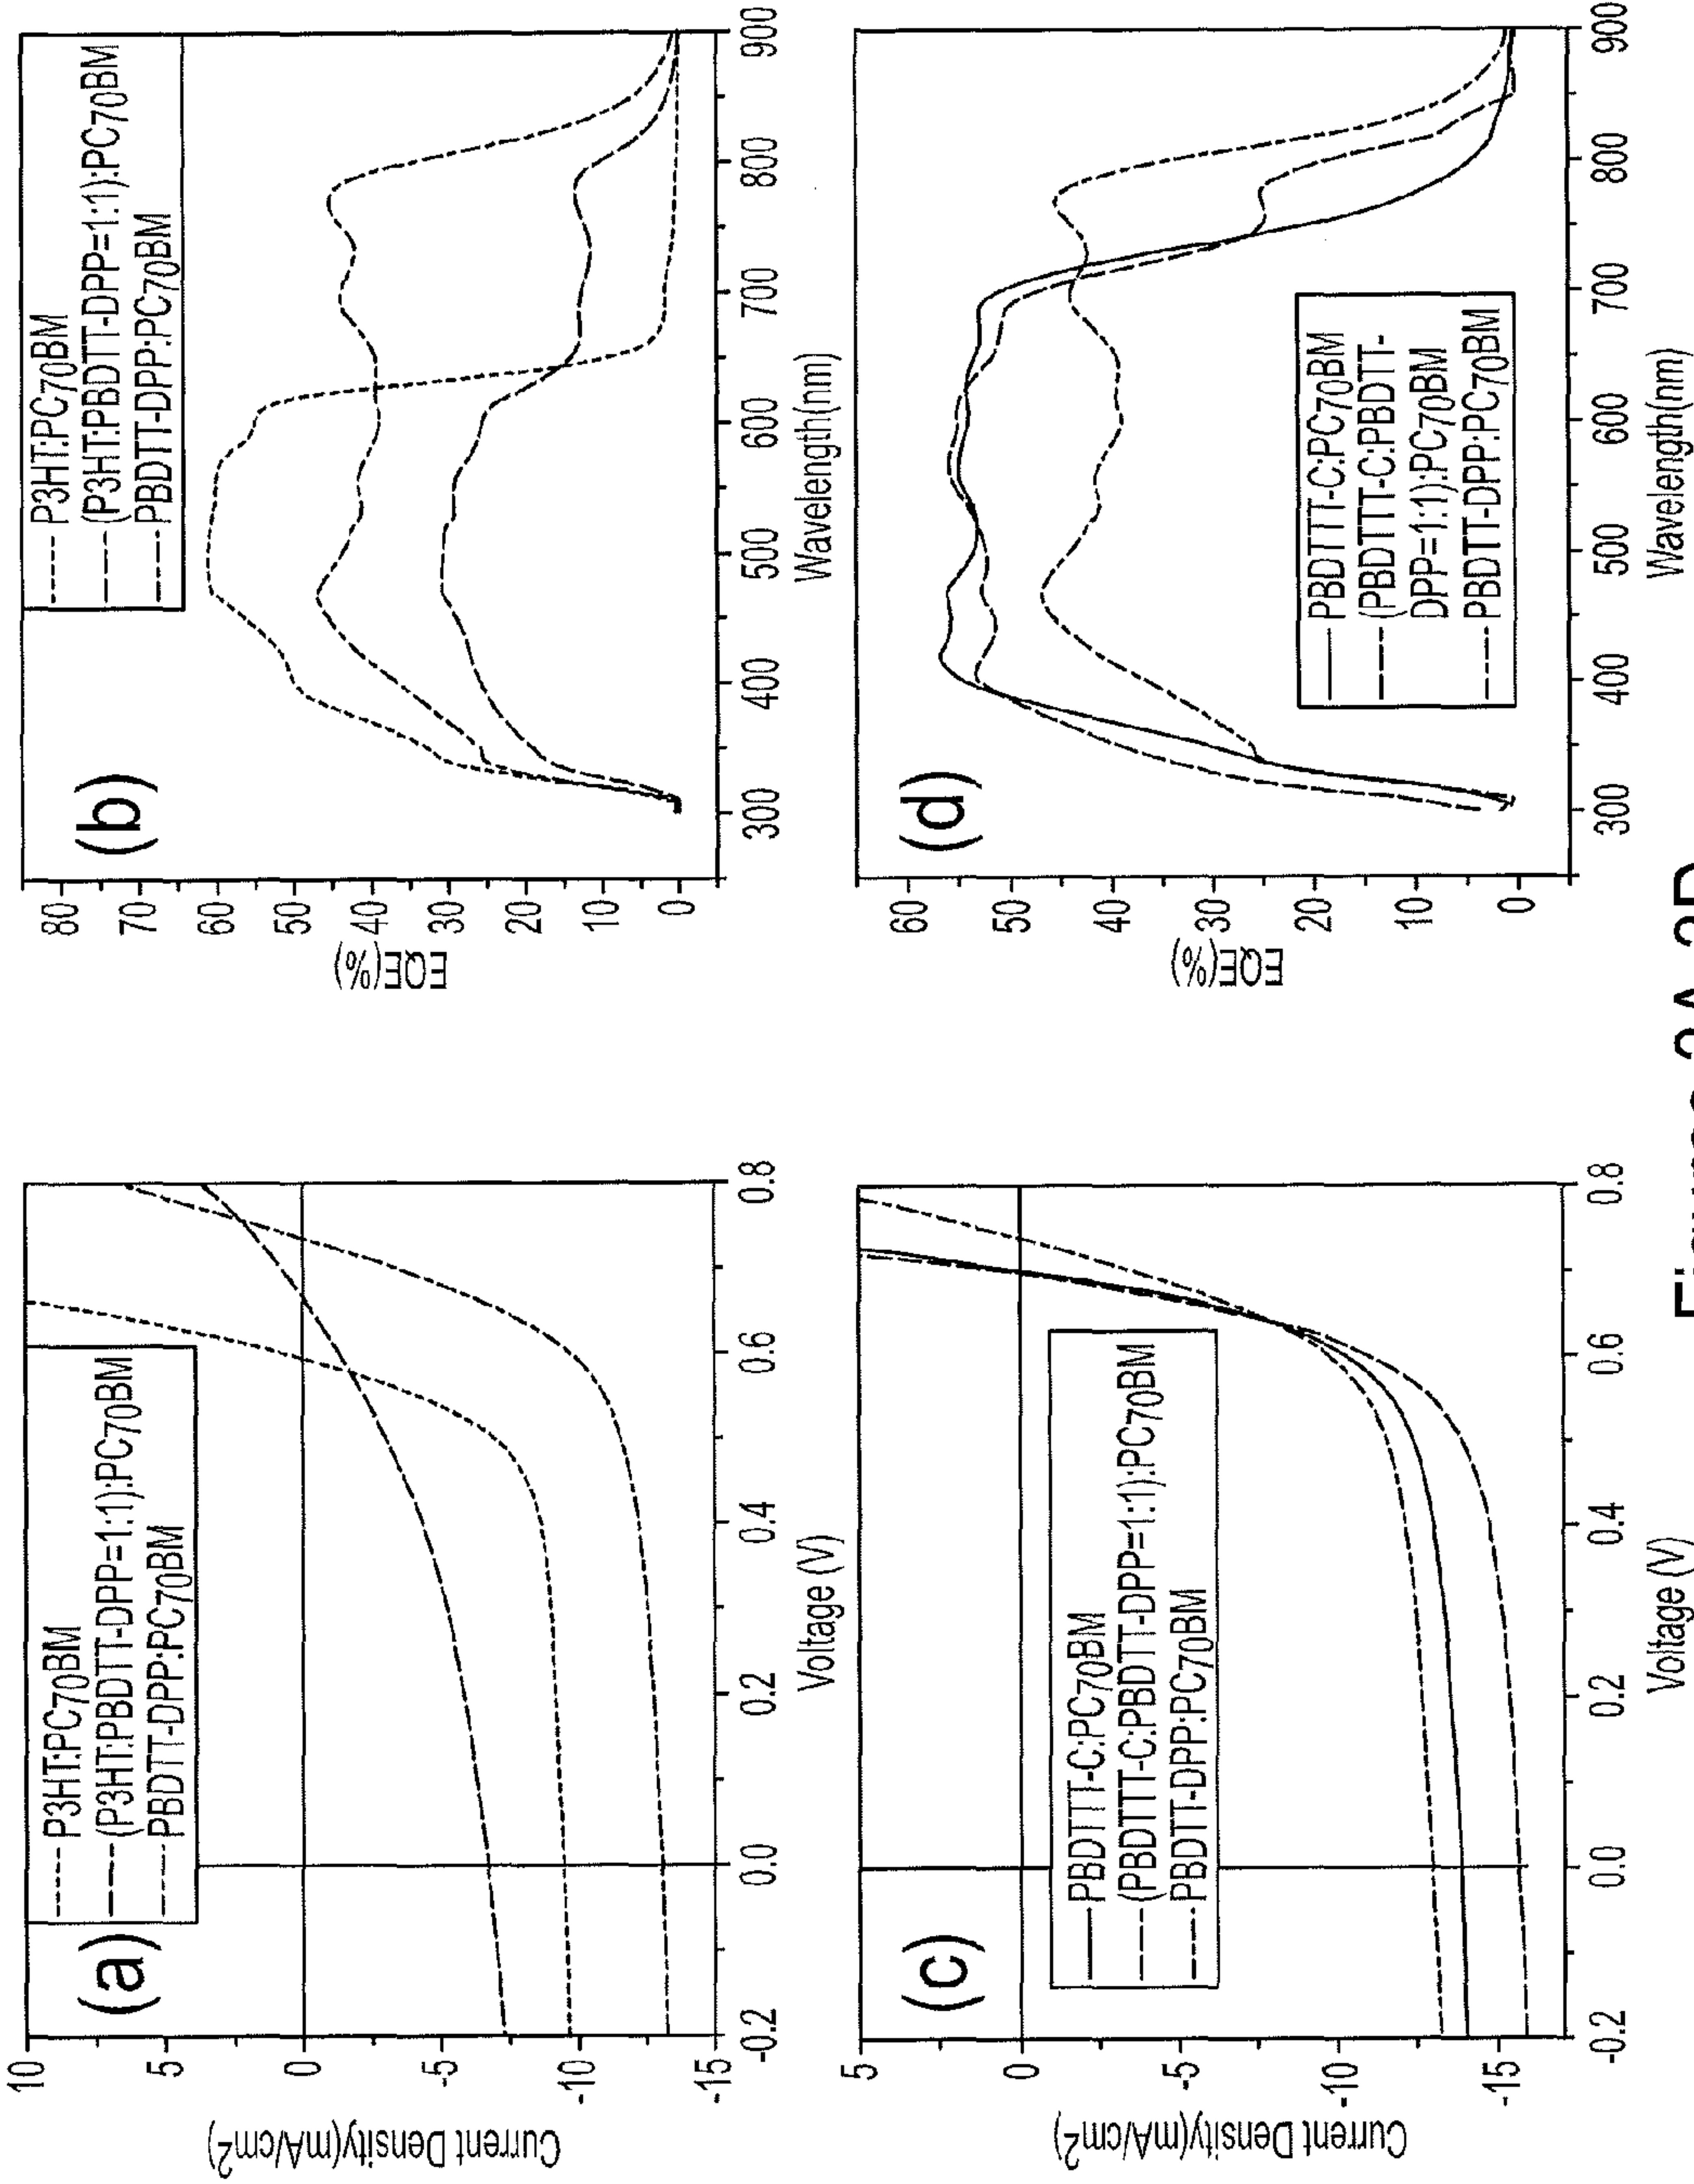 (a)
P3HT:PC70BM
(P3HT:PBDTT-DPP=1:1):PC70BM
PBDTT-DPP:PC70BM
10
5
0
-5
-10
-15
-0.2
0.0
0.2
0.4
0.6
0.8
Current Density(mA/cm2)
Voltage (V)
(b)
P3HT:PC70BM
(P3HT:PBDTT-DPP=1:1):PC70BM
PBDTT-DPP:PC70BM
80
70
60
50
40
30
20
10
0
300
400
500
600
700
800
900
EQE(%)
Wavelength(nm)
(c)
PBDTTT-C:PC70BM
(PBDTTT-C:PBDTT-DPP=1:1):PC70BM
PBDTT-DPP:PC70BM
5
0
-5
-10
-15
-0.2
0.0
0.2
0.4
0.6
0.8
Current Density(mA/cm2)
Voltage (V)
(d)
PBDTTT-C:PC70BM
(PBDTTT-C:PBDTT-
DPP=1:1):PC70BM
PBDTT-DPP:PC70BM
60
50
40
30
20
10
0
300
400
500
600
700
800
900
EQE(%)
Wavelength(nm)